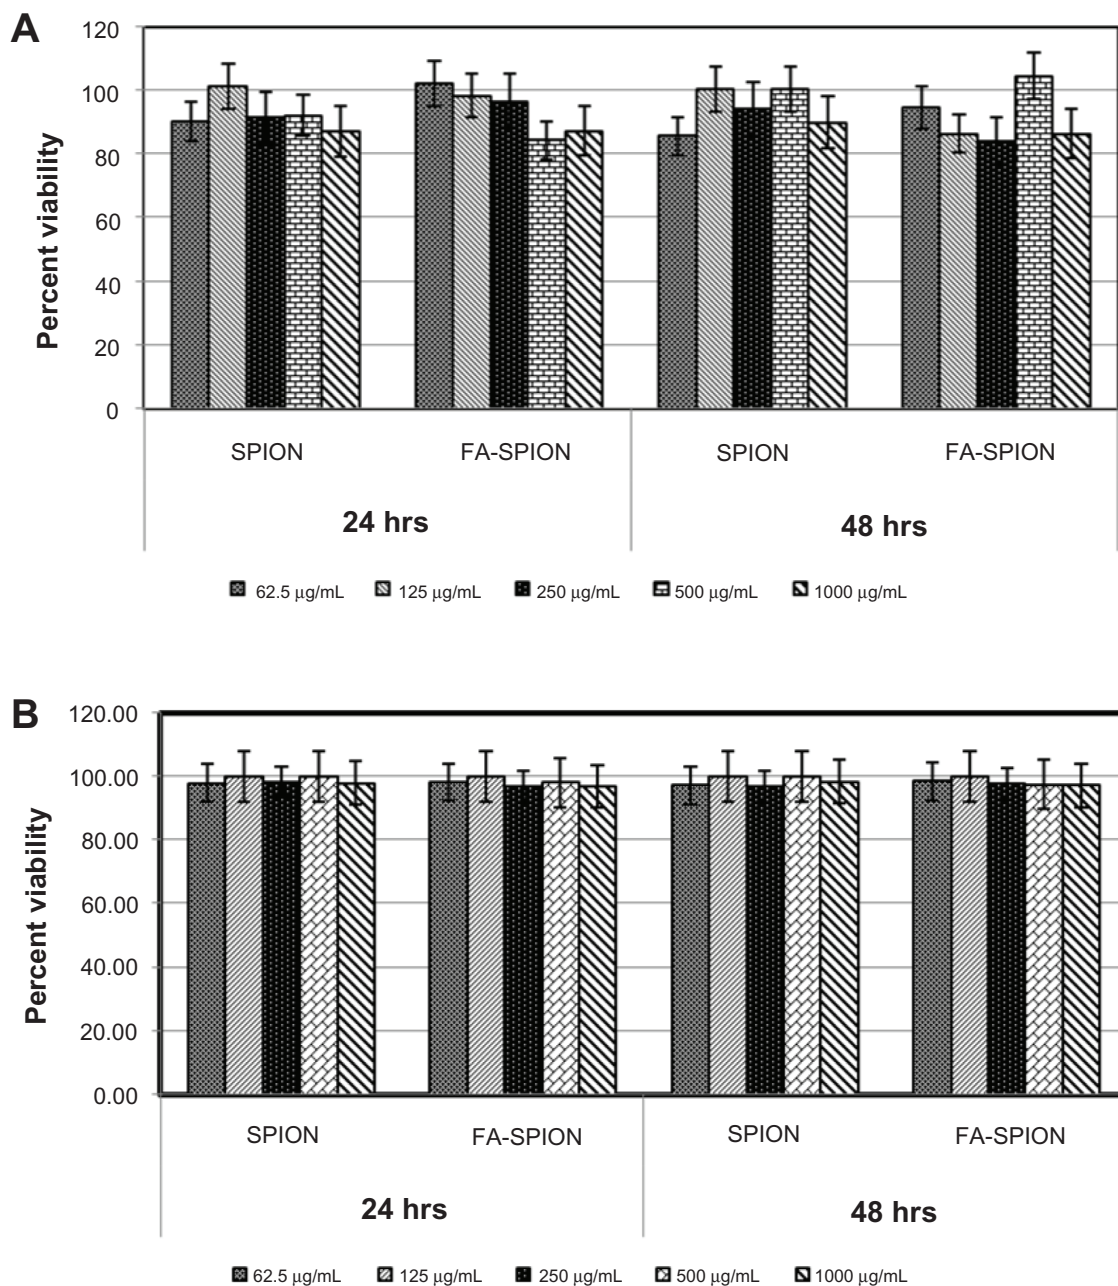 A
120
100
80
60
40
20
0
Percent viability
SPION FA-SPION SPION FA-SPION
24 hrs 48 hrs
62.5 μg/mL 125 μg/mL 250 μg/mL 500 μg/mL 1000 μg/mL
B
120.00
100.00
80.00
60.00
40.00
20.00
0.00
Percent viability
SPION FA-SPION SPION FA-SPION
24 hrs 48 hrs
62.5 μg/mL 125 μg/mL 250 μg/mL 500 μg/mL 1000 μg/mL